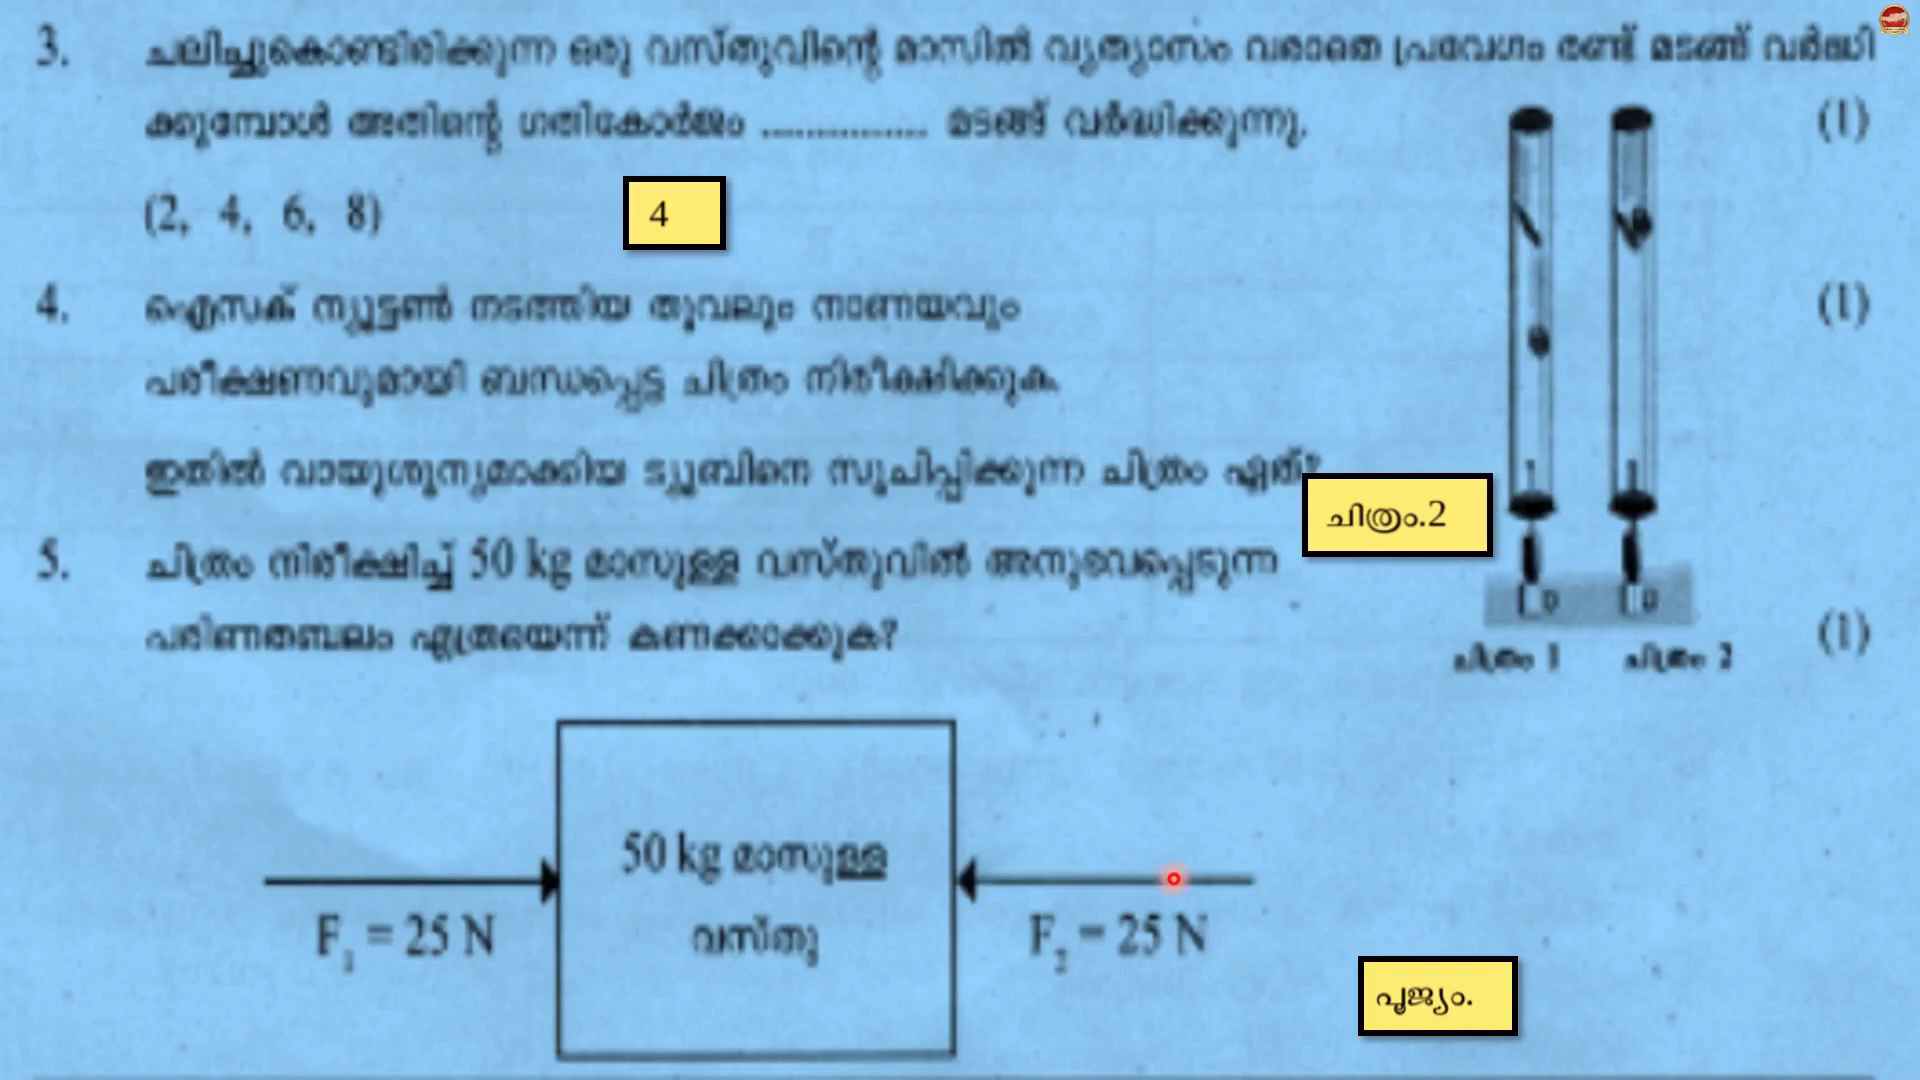 3. ചലിച്ചുകൊണ്ടിരിക്കുന്ന ഒരു വസ്തുവിന്റെ മാസിൽ വ്യത്യാസം വരാതെ പ്രവേഗം രണ്ട് മടങ്ങ് വർദ്ധി
ക്കുമ്പോൾ അതിന്റെ ഗതികോർജം ............... മടങ്ങ് വർദ്ധിക്കുന്നു. (1)
(2, 4, 6, 8)
4
4. ഐസക് ന്യൂട്ടൺ നടത്തിയ തൂവലും നാണയവും (1)
പരീക്ഷണവുമായി ബന്ധപ്പെട്ട ചിത്രം നിരീക്ഷിക്കുക.
ഇതിൽ വായുശൂന്യമാക്കിയ ട്യൂബിനെ സൂചിപ്പിക്കുന്ന ചിത്രം ഏത്?
ചിത്രം.2
5. ചിത്രം നിരീക്ഷിച്ച് 50 kg മാസുള്ള വസ്തുവിൽ അനുഭവപ്പെടുന്ന
പരിണതബലം എത്രയെന്ന് കണക്കാക്കുക? (1)
ചിത്രം 1 ചിത്രം 2
50 kg മാസുള്ള
വസ്തു
F₁ = 25 N
F₂ = 25 N
പൂജ്യം.